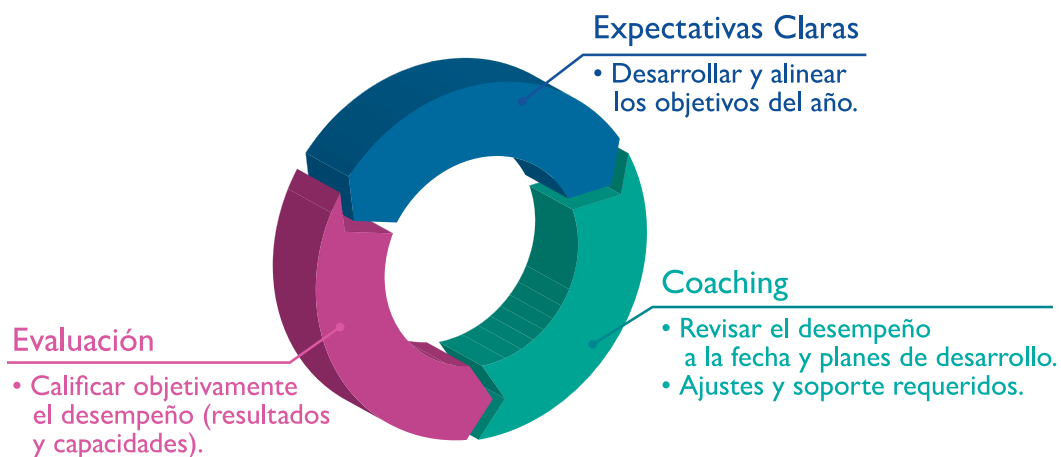 Expectativas Claras
• Desarrollar y alinear
los objetivos del año.
Coaching
• Revisar el desempeño
a la fecha y planes de desarrollo.
• Ajustes y soporte requeridos.
Evaluación
• Calificar objetivamente
el desempeño (resultados
y capacidades).